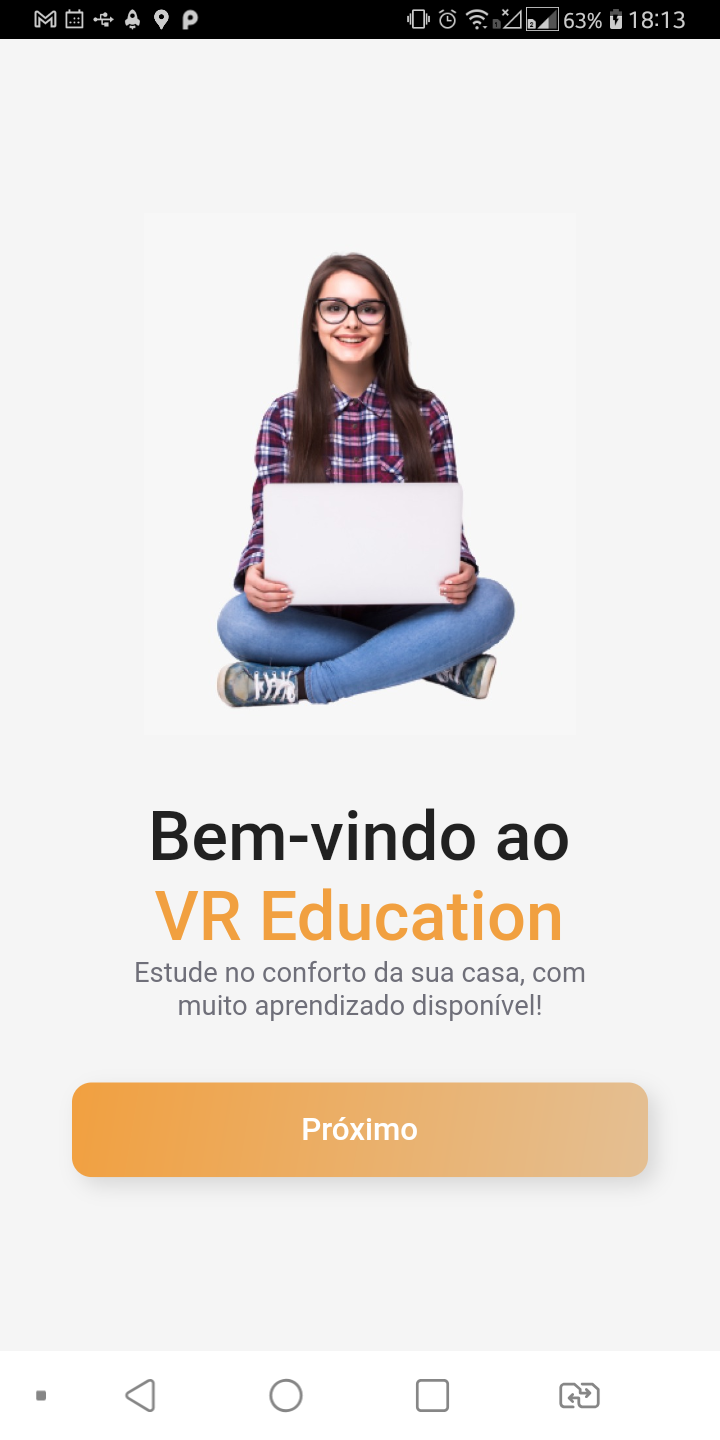 63% 18:13
Bem-vindo ao
VR Education
Estude no conforto da sua casa, com
muito aprendizado disponível!
Próximo